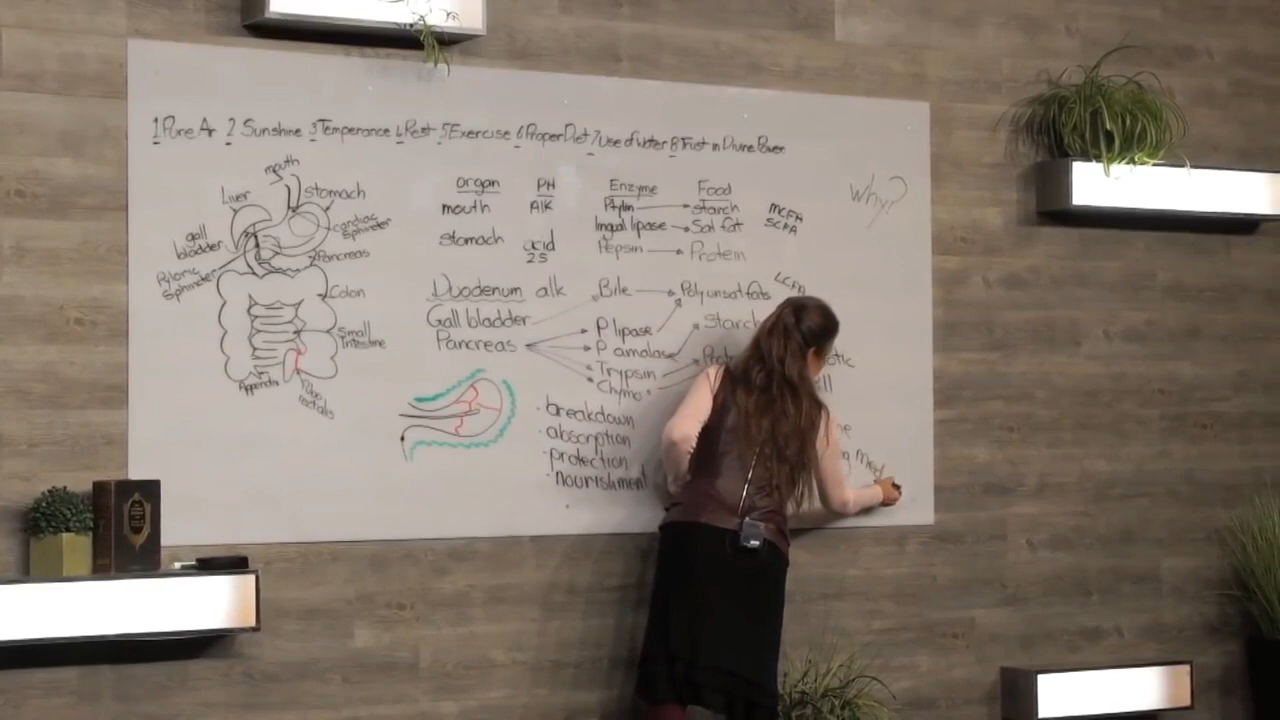 1 Pure Air 2 Sunshine 3 Temperance 4 Rest 5 Exercise 6 Proper Diet 7 Use of Water 8 Trust in Divine Power
mouth
Liver
Stomach
cardiac
Sphincter
gall
bladder
Pancreas
Pyloric
Sphincter
Colon
Small
Intestine
Appendix
organ PH Enzyme Food
mouth Alk starch MCFA
lingual lipase Sat fat SCFA
stomach acid Pepsin Protein
25
why?
Duodenum alk Bile Polyunsat fats LCFA
Gall bladder P lipase Starch
Pancreas P amalase
Trypsin
Chymo
breakdown
absorption
protection
nourishment